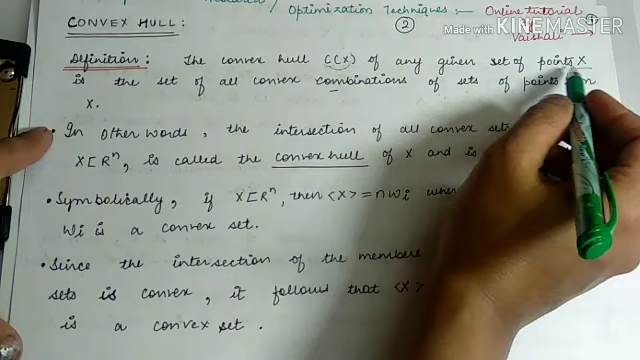 CONVEX HULL:
Optimization Techniques:
②
Online tutorial
①
By
Vaishali
Made With KINEMASTER
Definition: The convex hull C(X) of any given set of points X
is the set of all convex combinations of sets of points
X.
• In other words, the intersection of all convex
X ⊏ Rⁿ, is called the convex hull of X and is
• Symbolically, if X ⊏ Rⁿ, then <X> = ∩ Wi
Wi is a convex set.
• Since the intersection of the members
sets is convex, it follows that <X>
is a convex set.